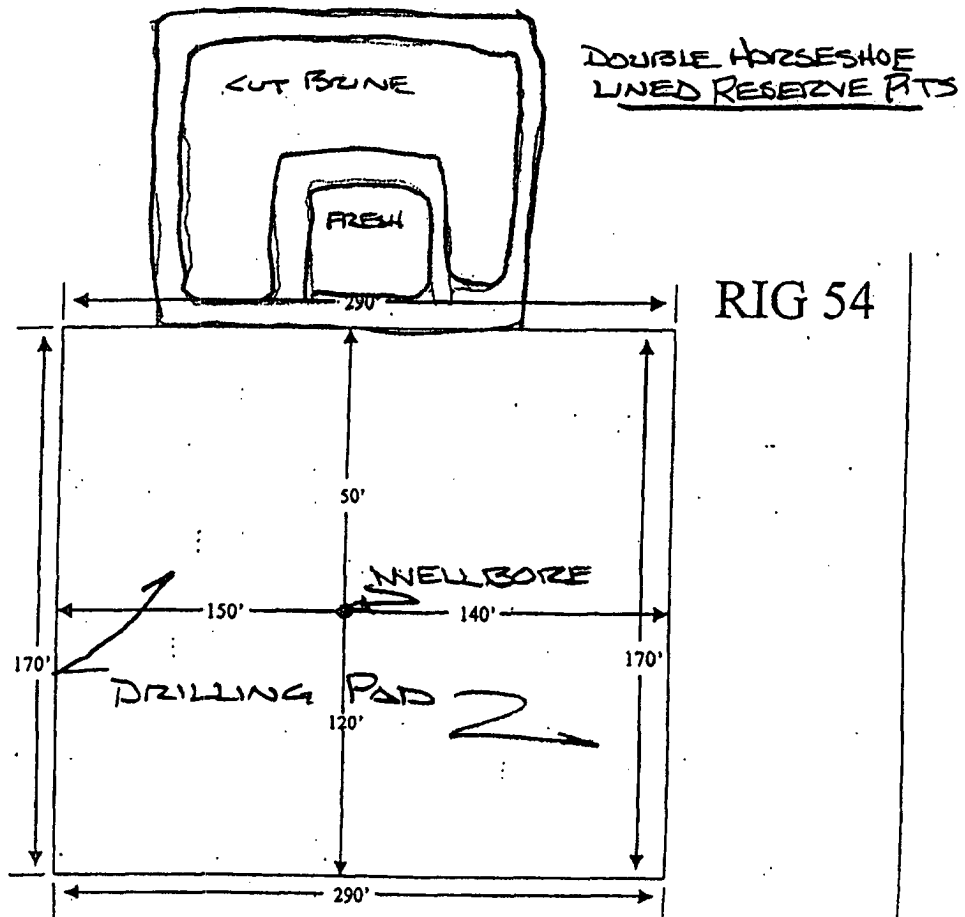 DOUBLE HORSESHOE
LINED RESERVE PITS
CUT BRINE
FRESH
290'
RIG 54
50'
WELLBORE
150'
140'
170'
170'
DRILLING PAD
120'
290'